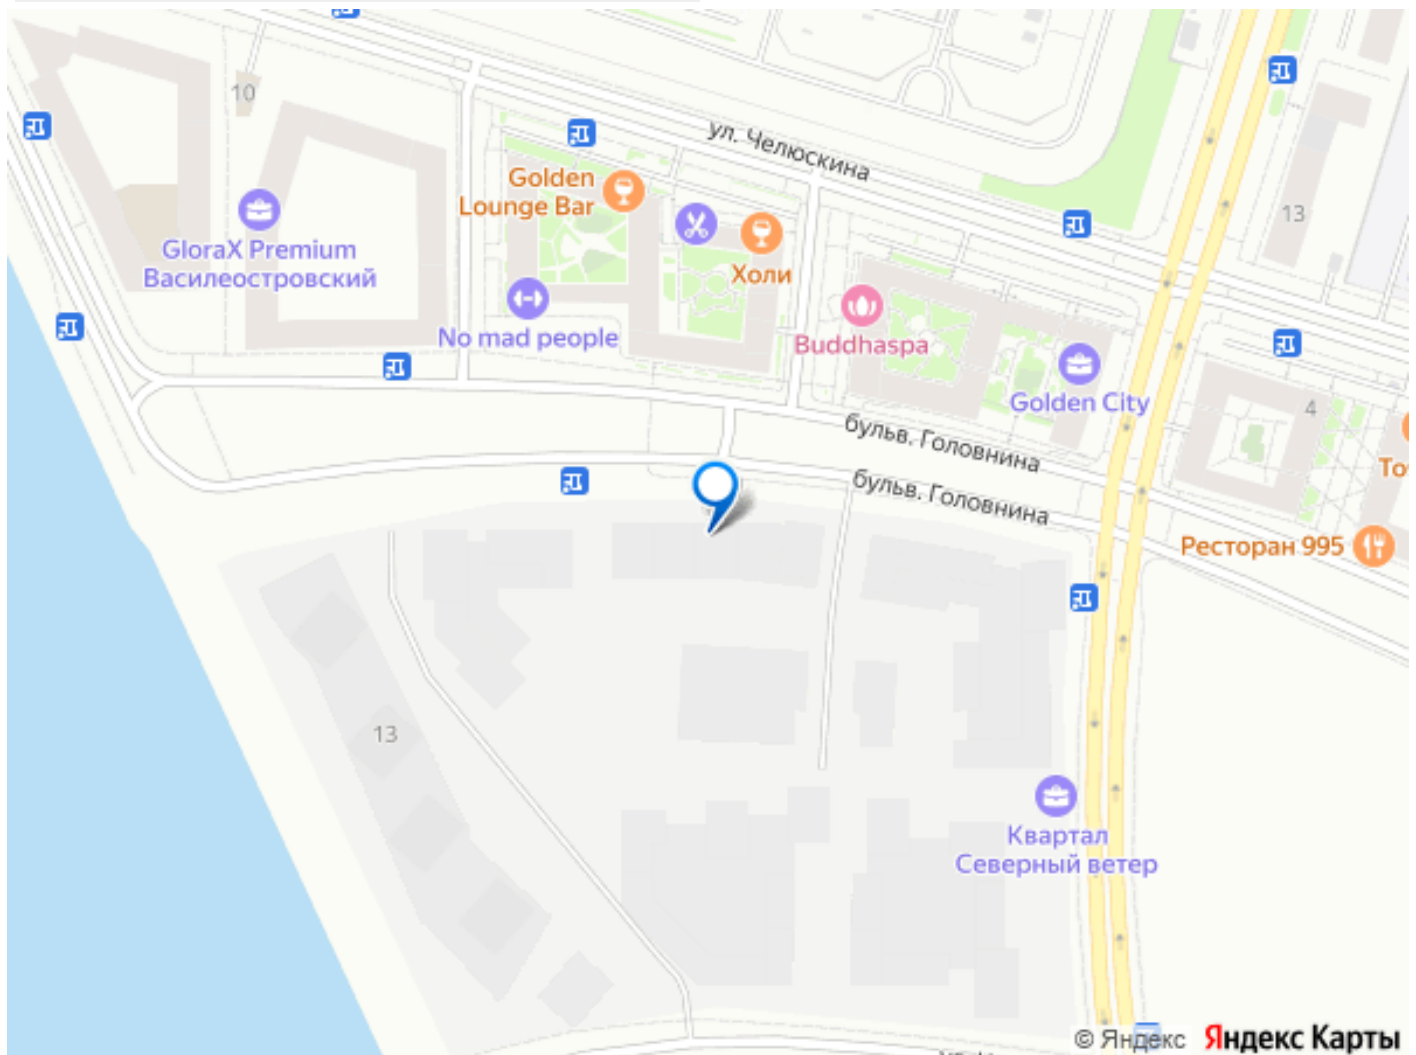 10
ул. Челюскина
Golden
Lounge Bar
13
GloraX Premium
Василеостровский
Холи
No mad people
Buddhaspa
Golden City
4
бульв. Головнина
бульв. Головнина
Ресторан 995
13
Квартал
Северный ветер
© Яндекс Яндекс Карты